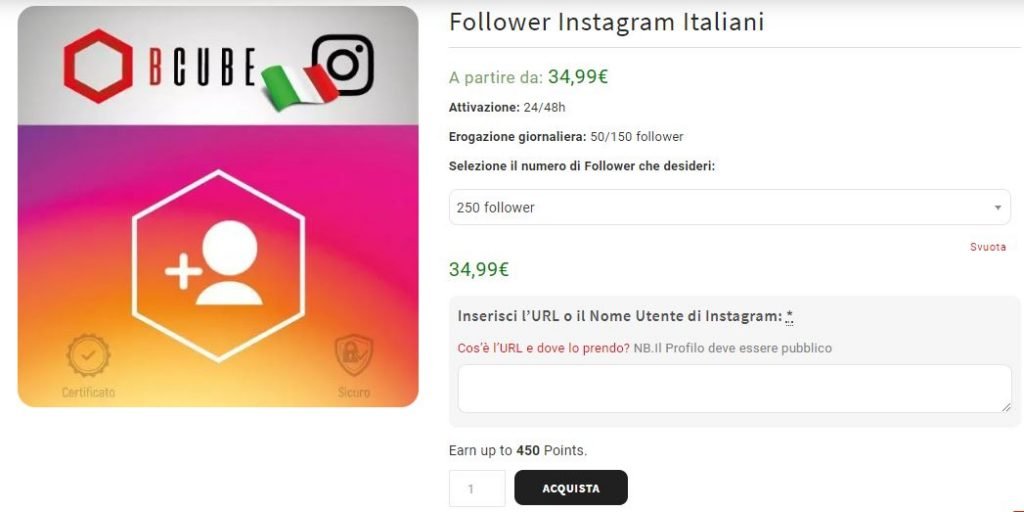 BCUBE
Certificato
Sicuro
Follower Instagram Italiani
A partire da: 34,99€
Attivazione: 24/48h
Erogazione giornaliera: 50/150 follower
Selezione il numero di Follower che desideri:
250 follower
Svuota
34,99€
Inserisci l’URL o il Nome Utente di Instagram: *
Cos'è l’URL e dove lo prendo? NB.Il Profilo deve essere pubblico
Earn up to 450 Points.
1
ACQUISTA